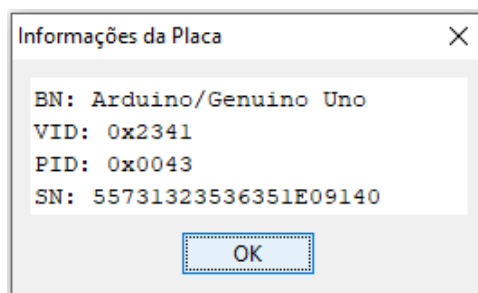 Informações da Placa
BN: Arduino/Genuino Uno
VID: 0x2341
PID: 0x0043
SN: 55731323536351E09140
OK